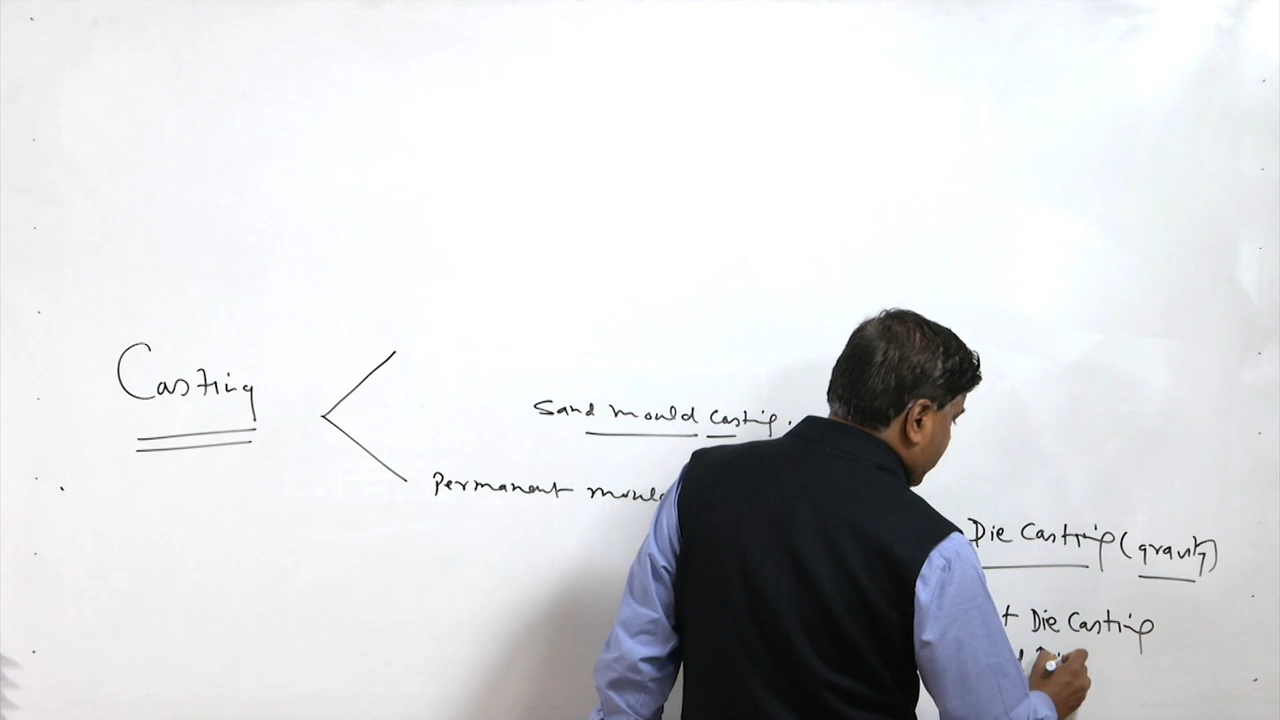 Casting
Sand mould casting.
Permanent mould
Die Casting (gravity)
Die Casting